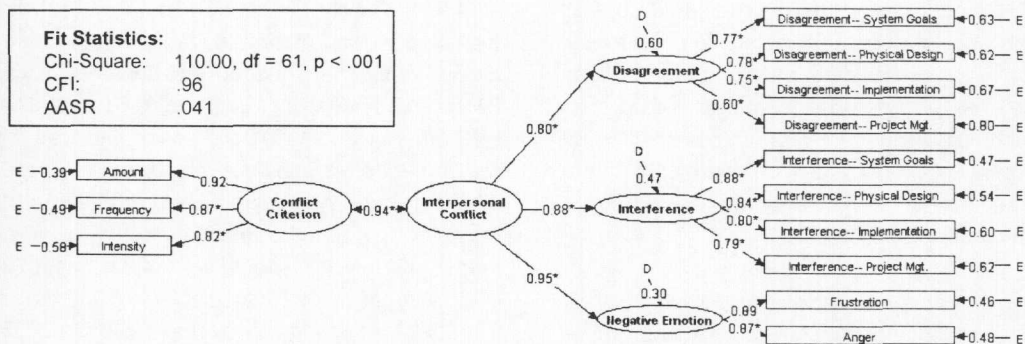 Fit Statistics:
Chi-Square: 110.00, df = 61, p < .001
CFI: .96
AASR .041
E 0.39 Amount
E 0.49 Frequency
E 0.58 Intensity
0.92
0.87*
0.82*
Conflict
Criterion
0.94*
Interpersonal
Conflict
0.80*
0.88*
0.95*
D
0.60
Disagreement
0.77*
0.78*
0.75*
0.60*
Disagreement-- System Goals 0.63 E
Disagreement-- Physical Design 0.62 E
Disagreement-- Implementation 0.67 E
Disagreement-- Project Mgt. 0.80 E
D
0.47
Interference
0.88*
0.84*
0.80*
0.79*
Interference-- System Goals 0.47 E
Interference-- Physical Design 0.54 E
Interference-- Implementation 0.60 E
Interference-- Project Mgt. 0.62 E
D
0.30
Negative Emotion
0.89
0.87*
Frustration 0.46 E
Anger 0.48 E